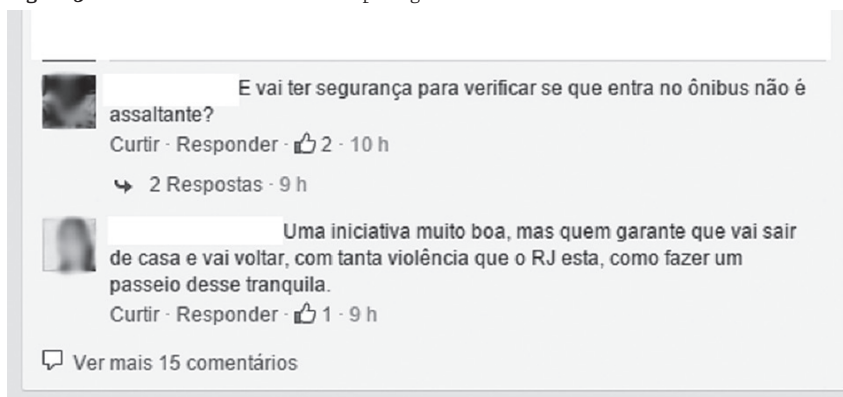 E vai ter segurança para verificar se que entra no ônibus não é
assaltante?
Curtir · Responder · 2 · 10 h
2 Respostas · 9 h
Uma iniciativa muito boa, mas quem garante que vai sair
de casa e vai voltar, com tanta violência que o RJ esta, como fazer um
passeio desse tranquila.
Curtir · Responder · 1 · 9 h
Ver mais 15 comentários